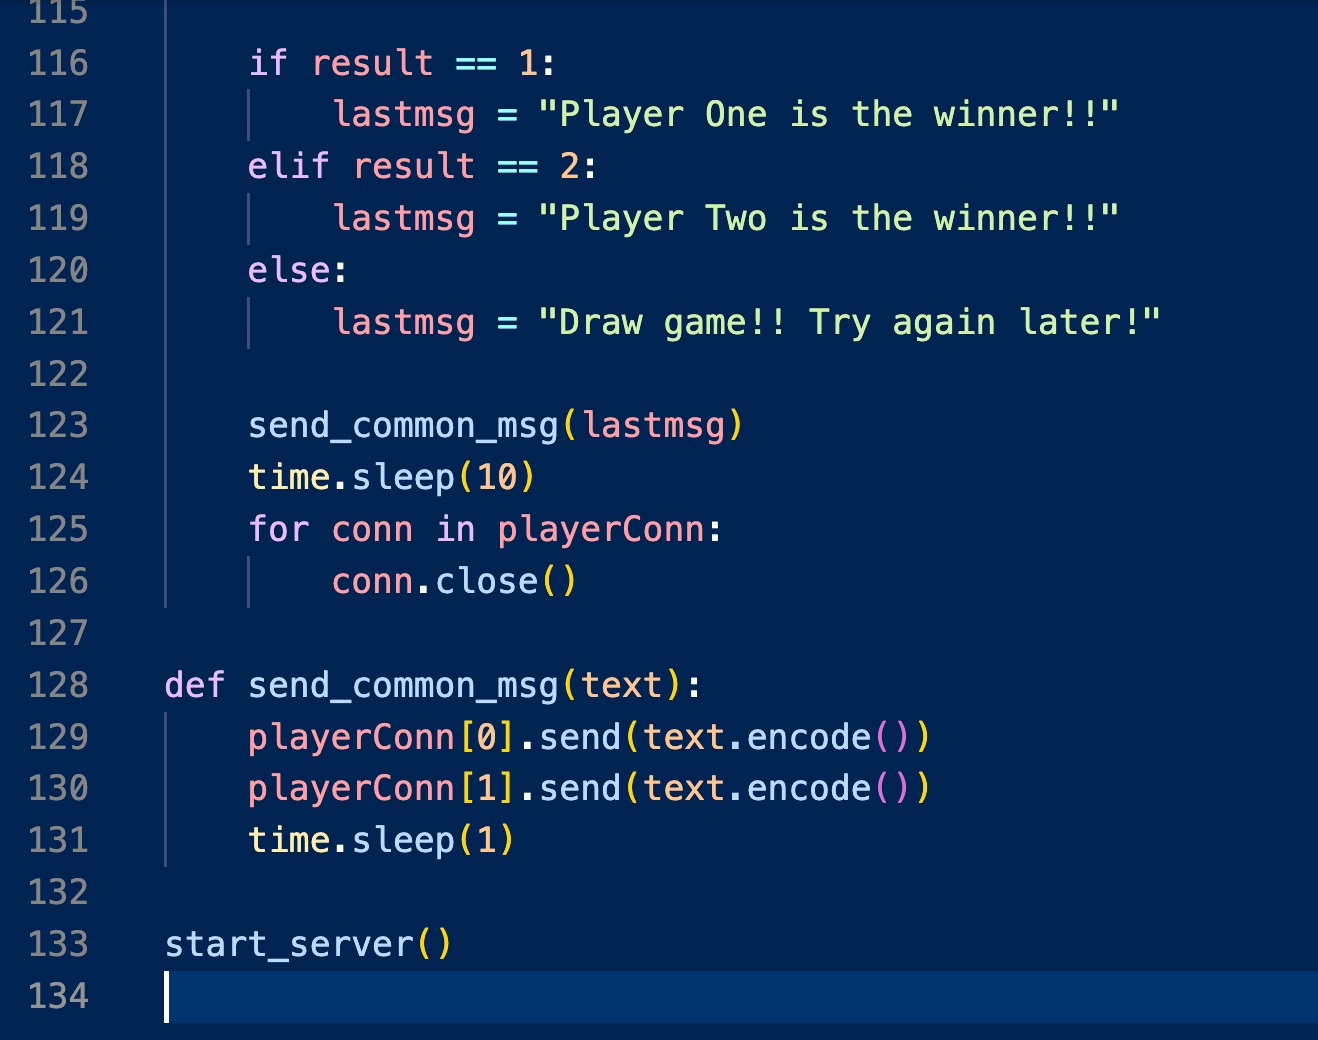 115
116 if result == 1:
117 lastmsg = "Player One is the winner!!"
118 elif result == 2:
119 lastmsg = "Player Two is the winner!!"
120 else:
121 lastmsg = "Draw game!! Try again later!"
122
123 send_common_msg(lastmsg)
124 time.sleep(10)
125 for conn in playerConn:
126 conn.close()
127
128 def send_common_msg(text):
129 playerConn[0].send(text.encode())
130 playerConn[1].send(text.encode())
131 time.sleep(1)
132
133 start_server()
134